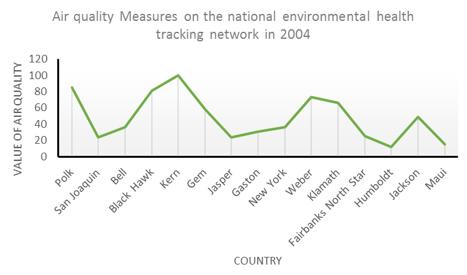 Air quality Measures on the national environmental health
tracking network in 2004
VALUE OF AIR QUALITY
120
100
80
60
40
20
0
Polk
San Joaquin
Bell
Black Hawk
Kern
Gem
Jasper
Gaston
New York
Weber
Klamath
Fairbanks North Star
Humboldt
Jackson
Maui
COUNTRY